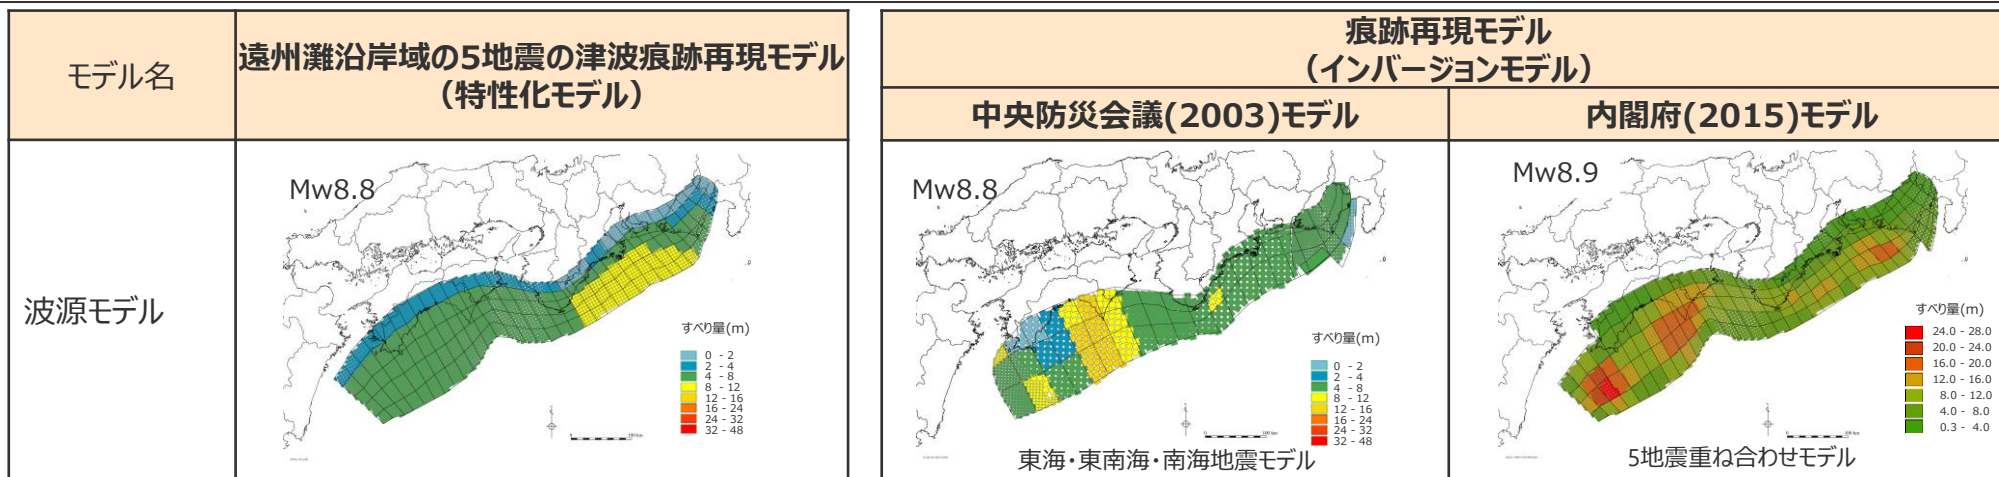 モデル名
遠州灘沿岸域の5地震の津波痕跡再現モデル
（特性化モデル）
痕跡再現モデル
（インバージョンモデル）
中央防災会議(2003)モデル
内閣府(2015)モデル
波源モデル
Mw8.8
すべり量(m)
0 - 2
2 - 4
4 - 8
8 - 12
12 - 16
16 - 24
24 - 32
32 - 48
Mw8.8
すべり量(m)
0 - 2
2 - 4
4 - 8
8 - 12
12 - 16
16 - 24
24 - 32
32 - 48
東海・東南海・南海地震モデル
Mw8.9
すべり量(m)
24.0 - 28.0
20.0 - 24.0
16.0 - 20.0
12.0 - 16.0
8.0 - 12.0
4.0 - 8.0
0.3 - 4.0
5地震重ね合わせモデル